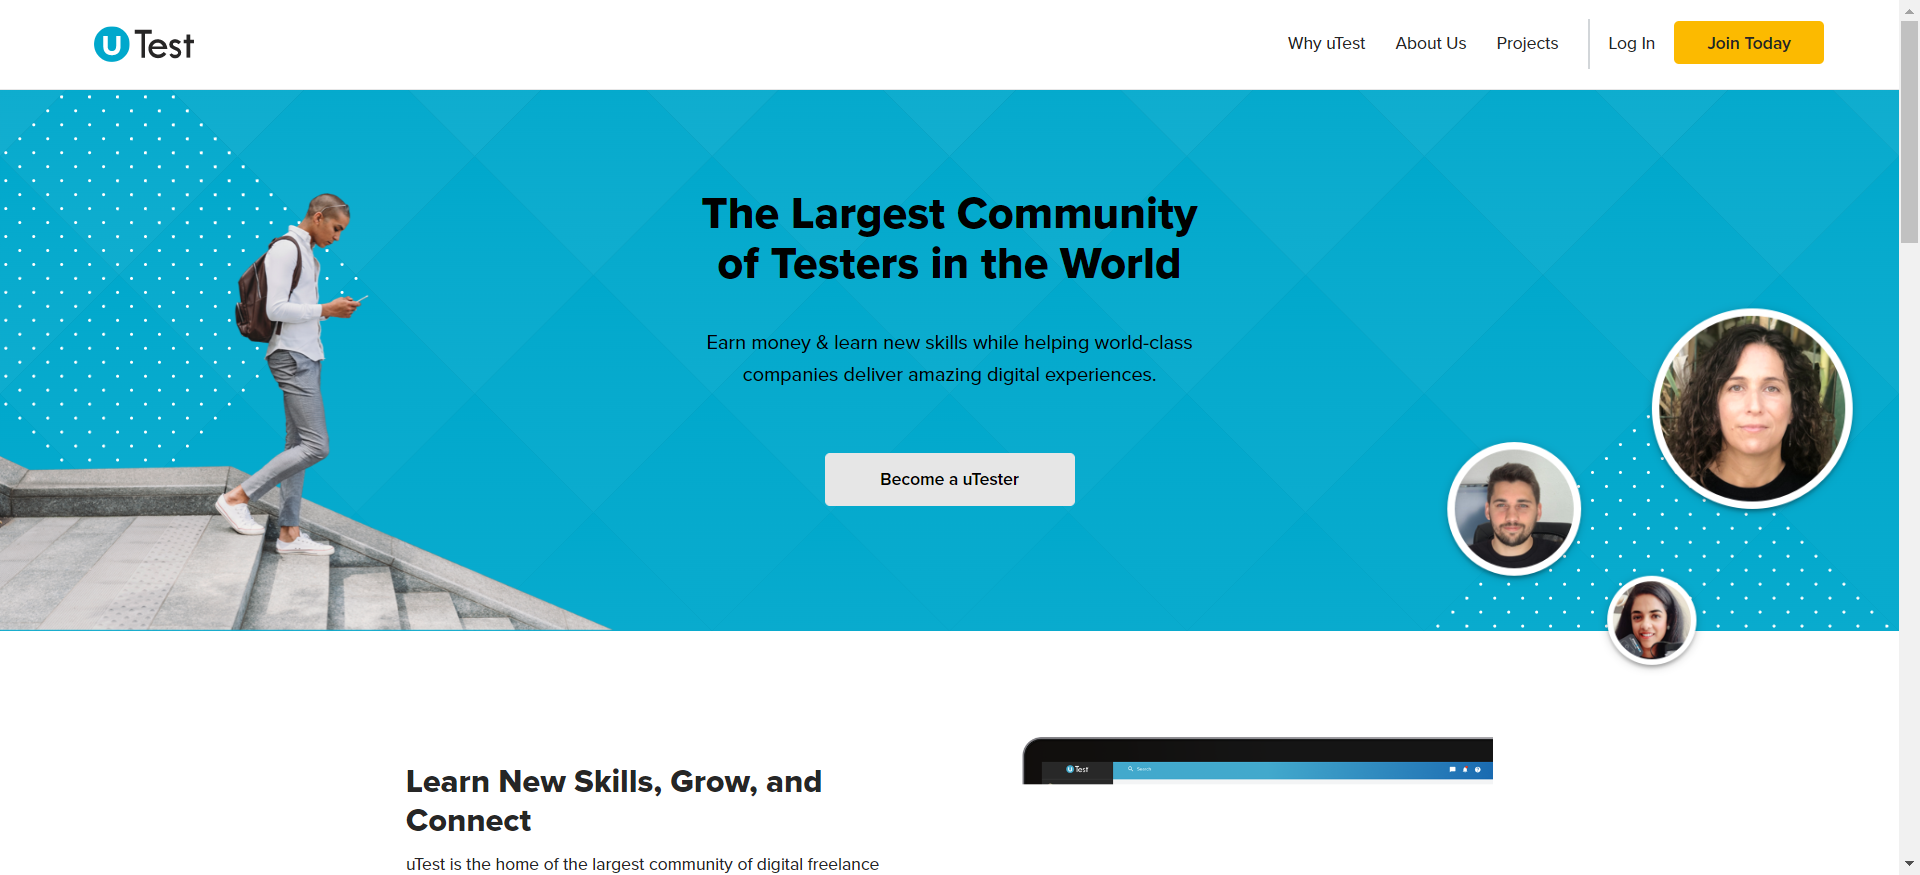 uTest
Why uTest
About Us
Projects
Log In
Join Today
The Largest Community
of Testers in the World
Earn money & learn new skills while helping world-class
companies deliver amazing digital experiences.
Become a uTester
Learn New Skills, Grow, and
Connect
uTest is the home of the largest community of digital freelance
uTest
Search